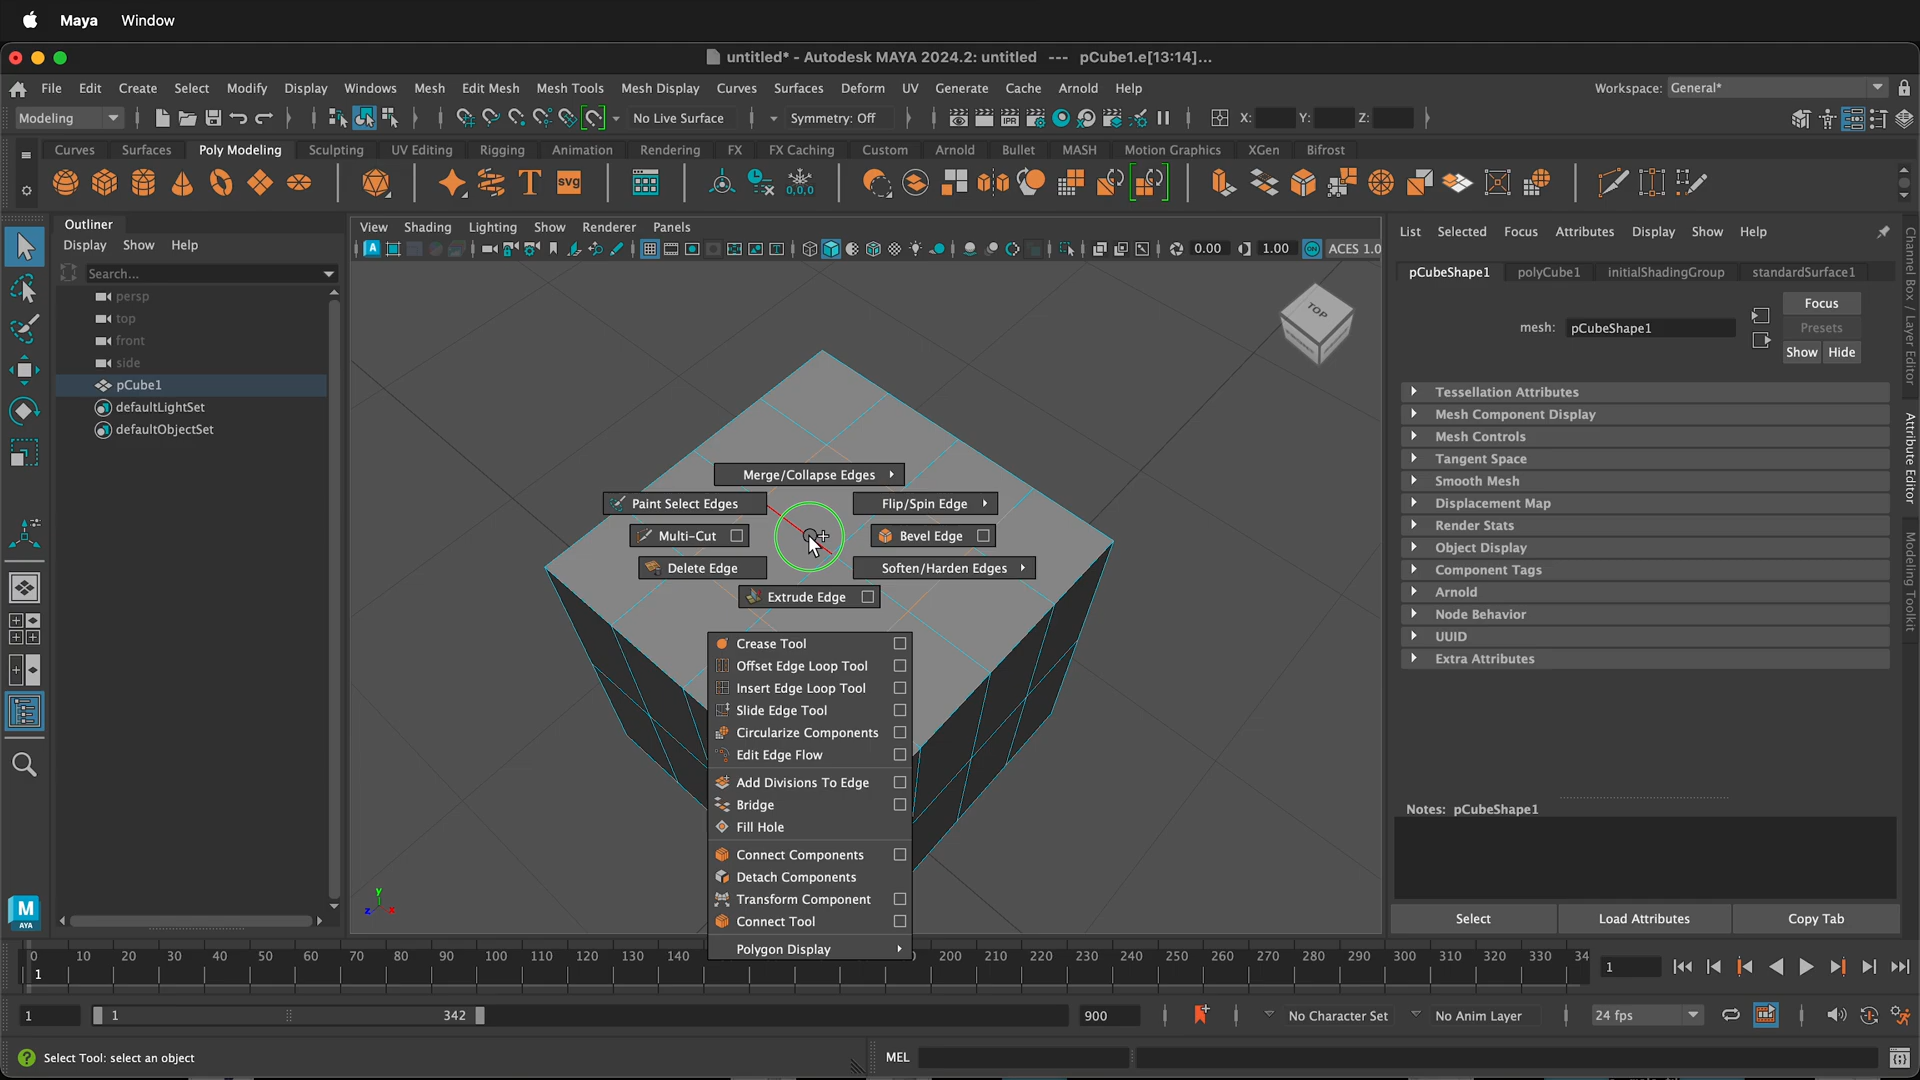 Maya Window
untitled* - Autodesk MAYA 2024.2: untitled --- pCube1.e[13:14]...
File Edit Create Select Modify Display Windows Mesh Edit Mesh Mesh Tools Mesh Display Curves Surfaces Deform UV Generate Cache Arnold Help Workspace: General*
Modeling No Live Surface Symmetry: Off IPR X: Y: Z:
Curves Surfaces Poly Modeling Sculpting UV Editing Rigging Animation Rendering FX FX Caching Custom Arnold Bullet MASH Motion Graphics XGen Bifrost
T svg 0,0,0
Outliner
Display Show Help
Search...
persp
top
front
side
pCube1
defaultLightSet
defaultObjectSet
View Shading Lighting Show Renderer Panels
A 0.00 1.00 ON ACES 1.0
TOP
Merge/Collapse Edges
Paint Select Edges
Flip/Spin Edge
Multi-Cut
Bevel Edge
Delete Edge
Soften/Harden Edges
Extrude Edge
Crease Tool
Offset Edge Loop Tool
Insert Edge Loop Tool
Slide Edge Tool
Circularize Components
Edit Edge Flow
Add Divisions To Edge
Bridge
Fill Hole
Connect Components
Detach Components
Transform Component
Connect Tool
Polygon Display
y
z x
List Selected Focus Attributes Display Show Help
pCubeShape1 polyCube1 initialShadingGroup standardSurface1
Focus
mesh: pCubeShape1
Presets
Show Hide
Tessellation Attributes
Mesh Component Display
Mesh Controls
Tangent Space
Smooth Mesh
Displacement Map
Render Stats
Object Display
Component Tags
Arnold
Node Behavior
UUID
Extra Attributes
Notes: pCubeShape1
Select Load Attributes Copy Tab
Channel Box / Layer Editor
Attribute Editor
Modeling Toolkit
M
AYA
0 10 20 30 40 50 60 70 80 90 100 110 120 130 140 200 210 220 230 240 250 260 270 280 290 300 310 320 330 34
1
1
1 1 342 900 No Character Set No Anim Layer 24 fps
Select Tool: select an object MEL